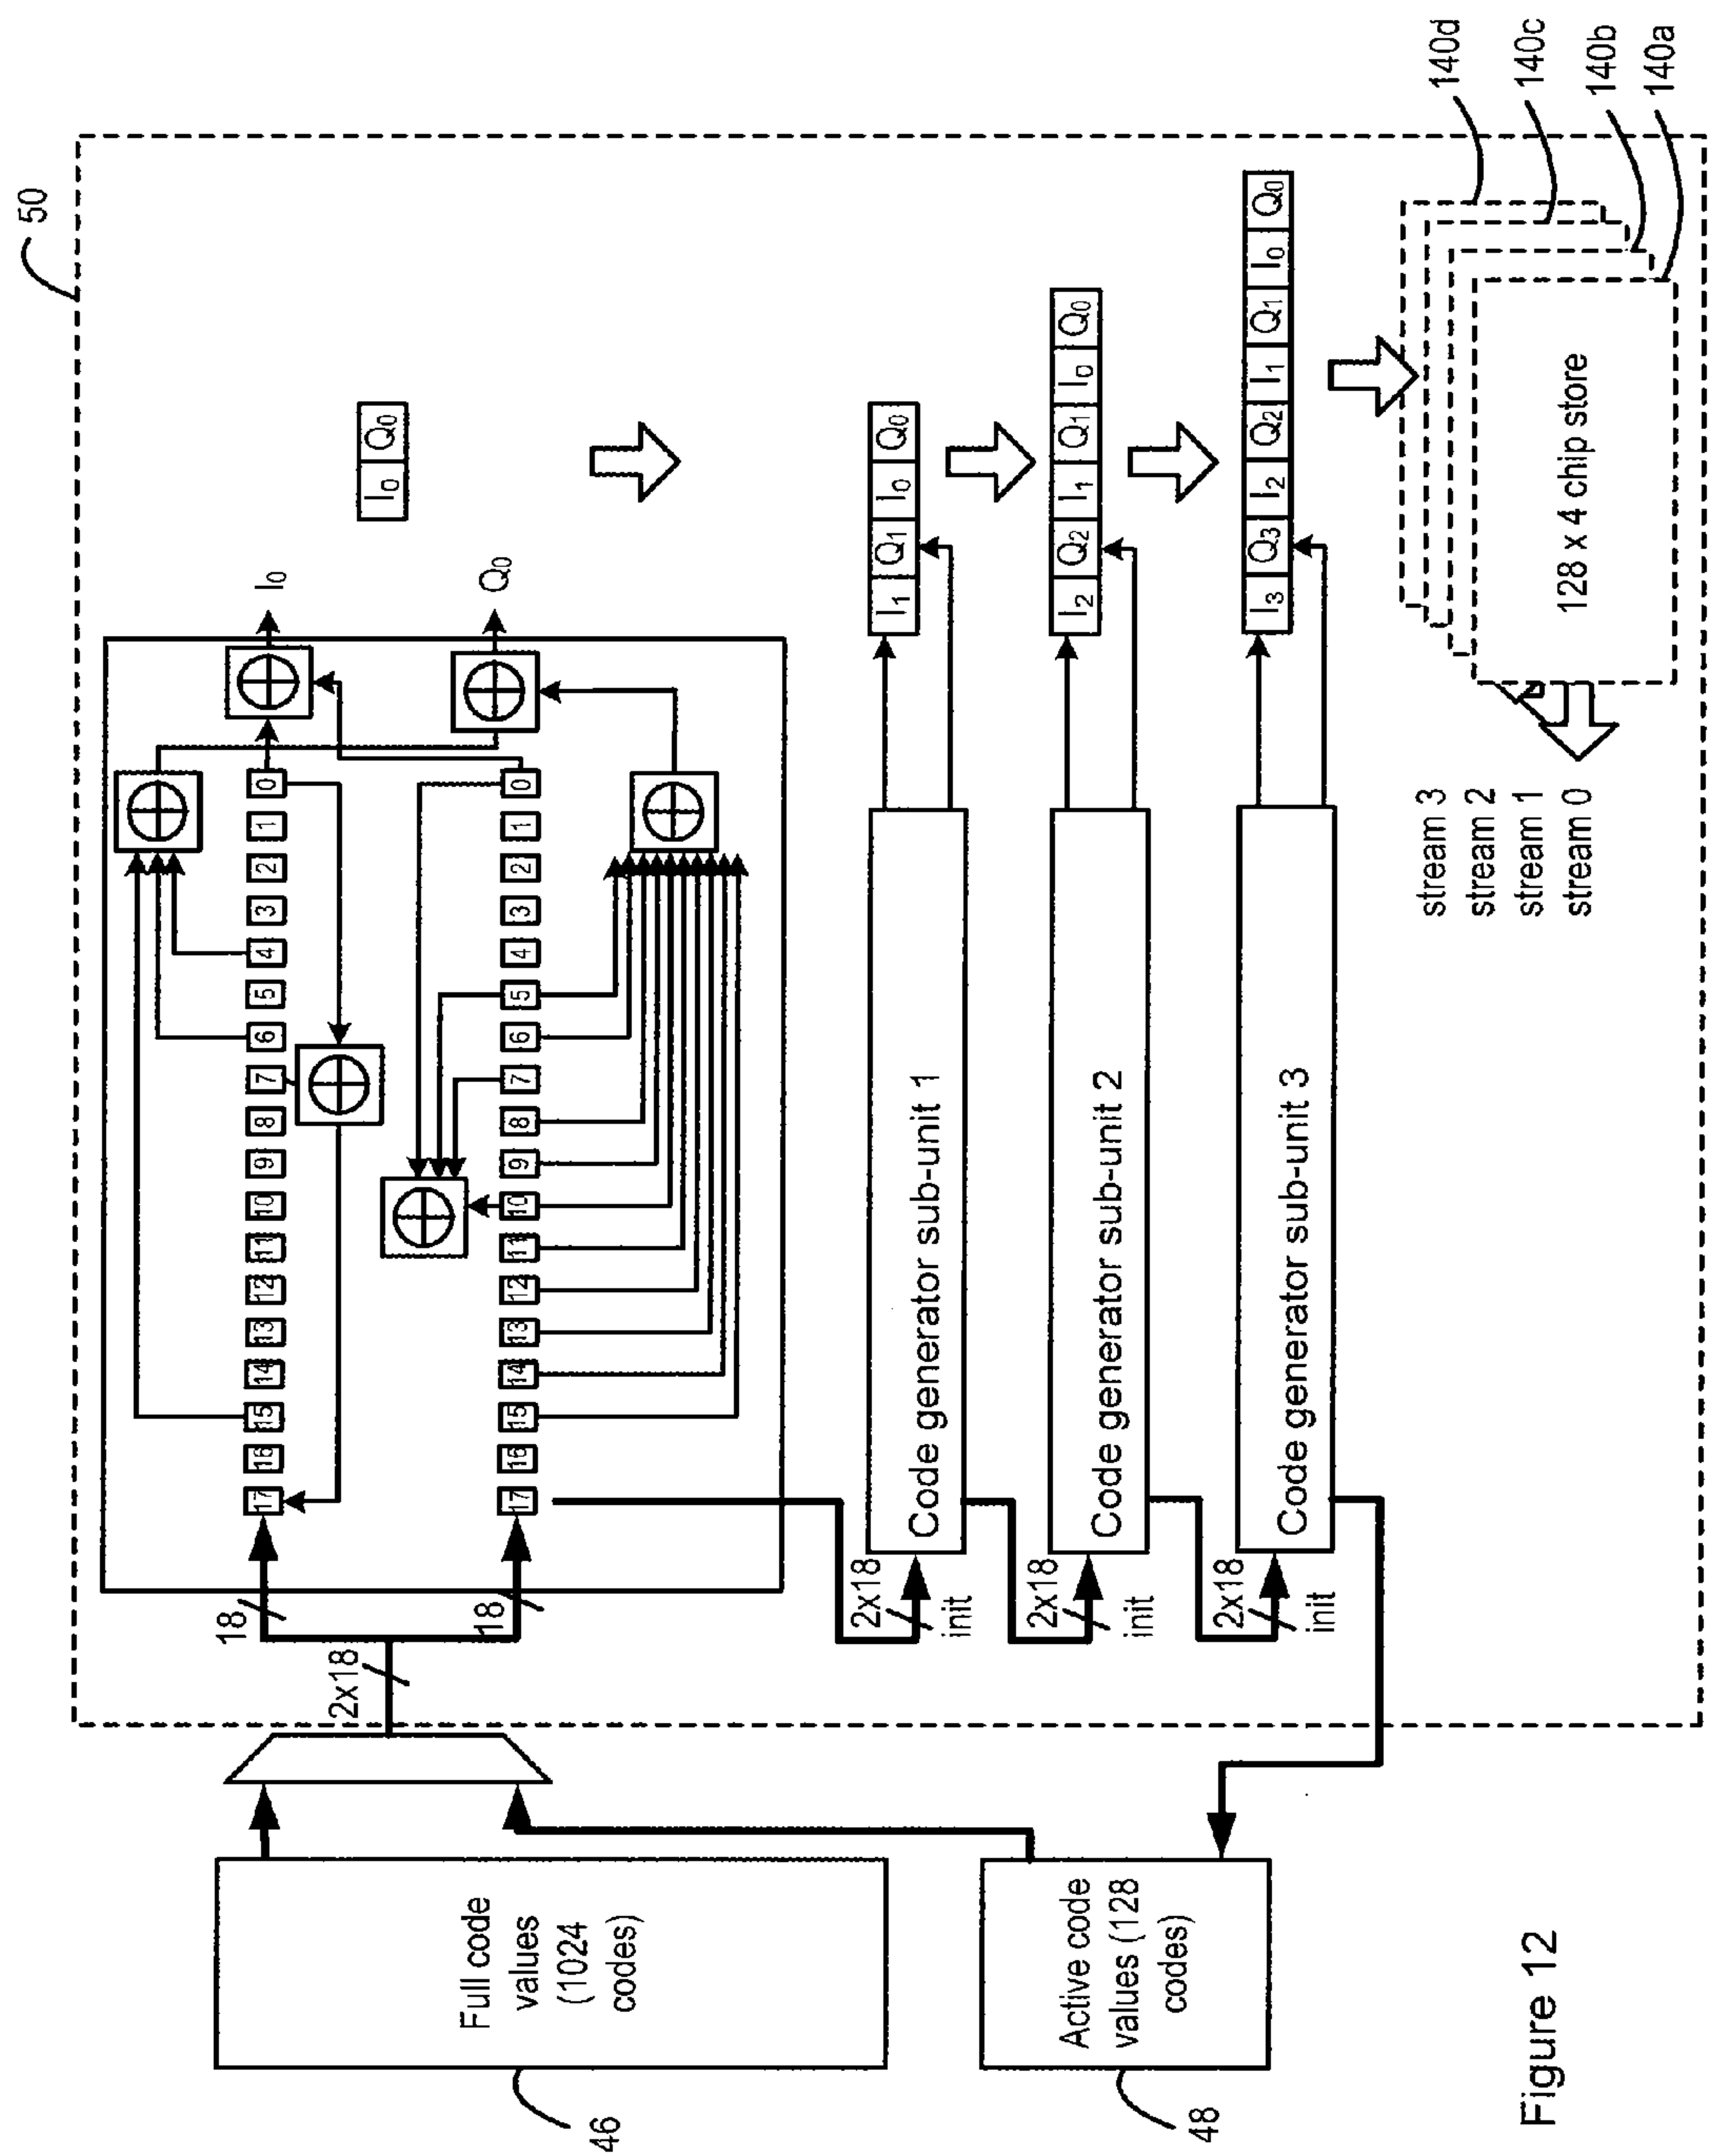 50
46
Full code
values
(1024
codes)
48
Active code
values (128
codes)
2x18
18
18
17 16 15 14 13 12 11 10 9 8 7 6 5 4 3 2 1 0
17 16 15 14 13 12 11 10 9 8 7 6 5 4 3 2 1 0
I0
Q0
I0 Q0
2x18
init
Code generator sub-unit 1
I1 Q1 I0 Q0
2x18
init
Code generator sub-unit 2
I2 Q2 I1 Q1 I0 Q0
2x18
init
Code generator sub-unit 3
I3 Q3 I2 Q2 I1 Q1 I0 Q0
stream 3
stream 2
stream 1
stream 0
128 x 4 chip store
140d
140c
140b
140a
Figure 12